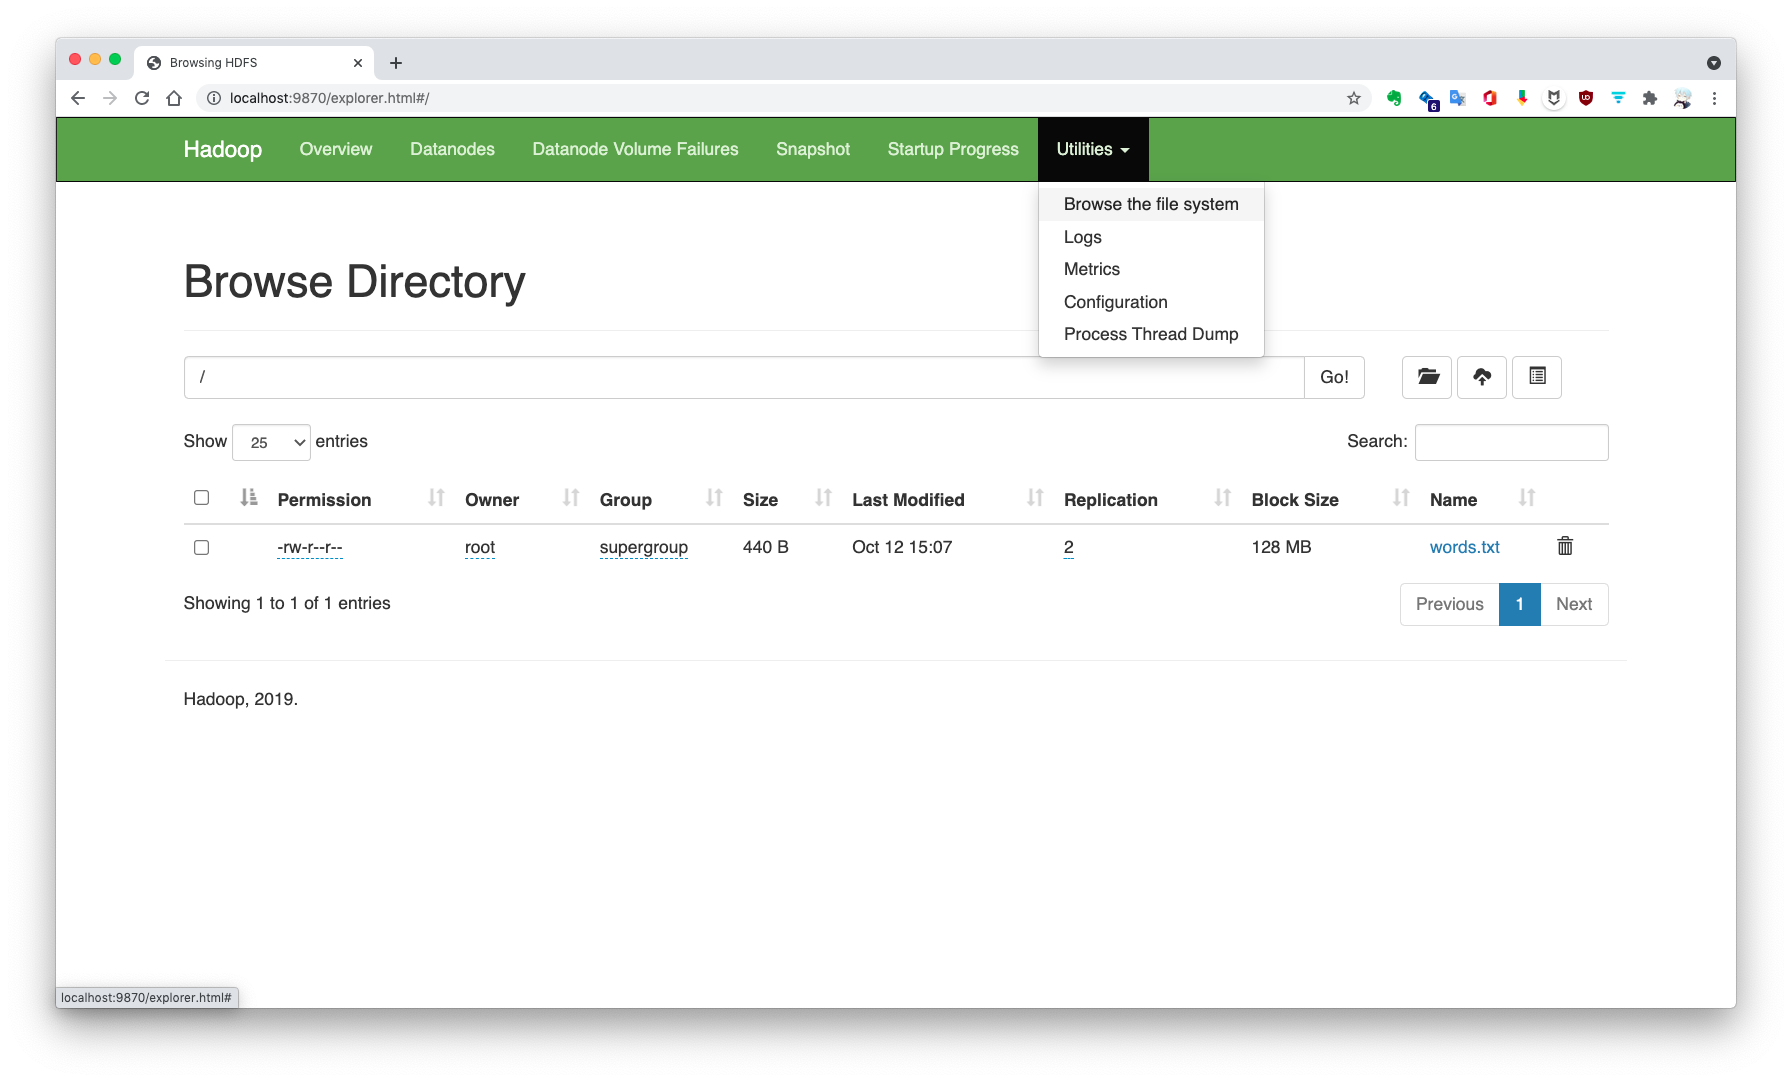 Browsing HDFS
localhost:9870/explorer.html#/
6
Hadoop Overview Datanodes Datanode Volume Failures Snapshot Startup Progress Utilities
Browse the file system
Logs
Metrics
Configuration
Process Thread Dump
Browse Directory
/ Go!
Show 25 entries Search:
Permission Owner Group Size Last Modified Replication Block Size Name
-rw-r--r-- root supergroup 440 B Oct 12 15:07 2 128 MB words.txt
Showing 1 to 1 of 1 entries Previous 1 Next
Hadoop, 2019.
localhost:9870/explorer.html#